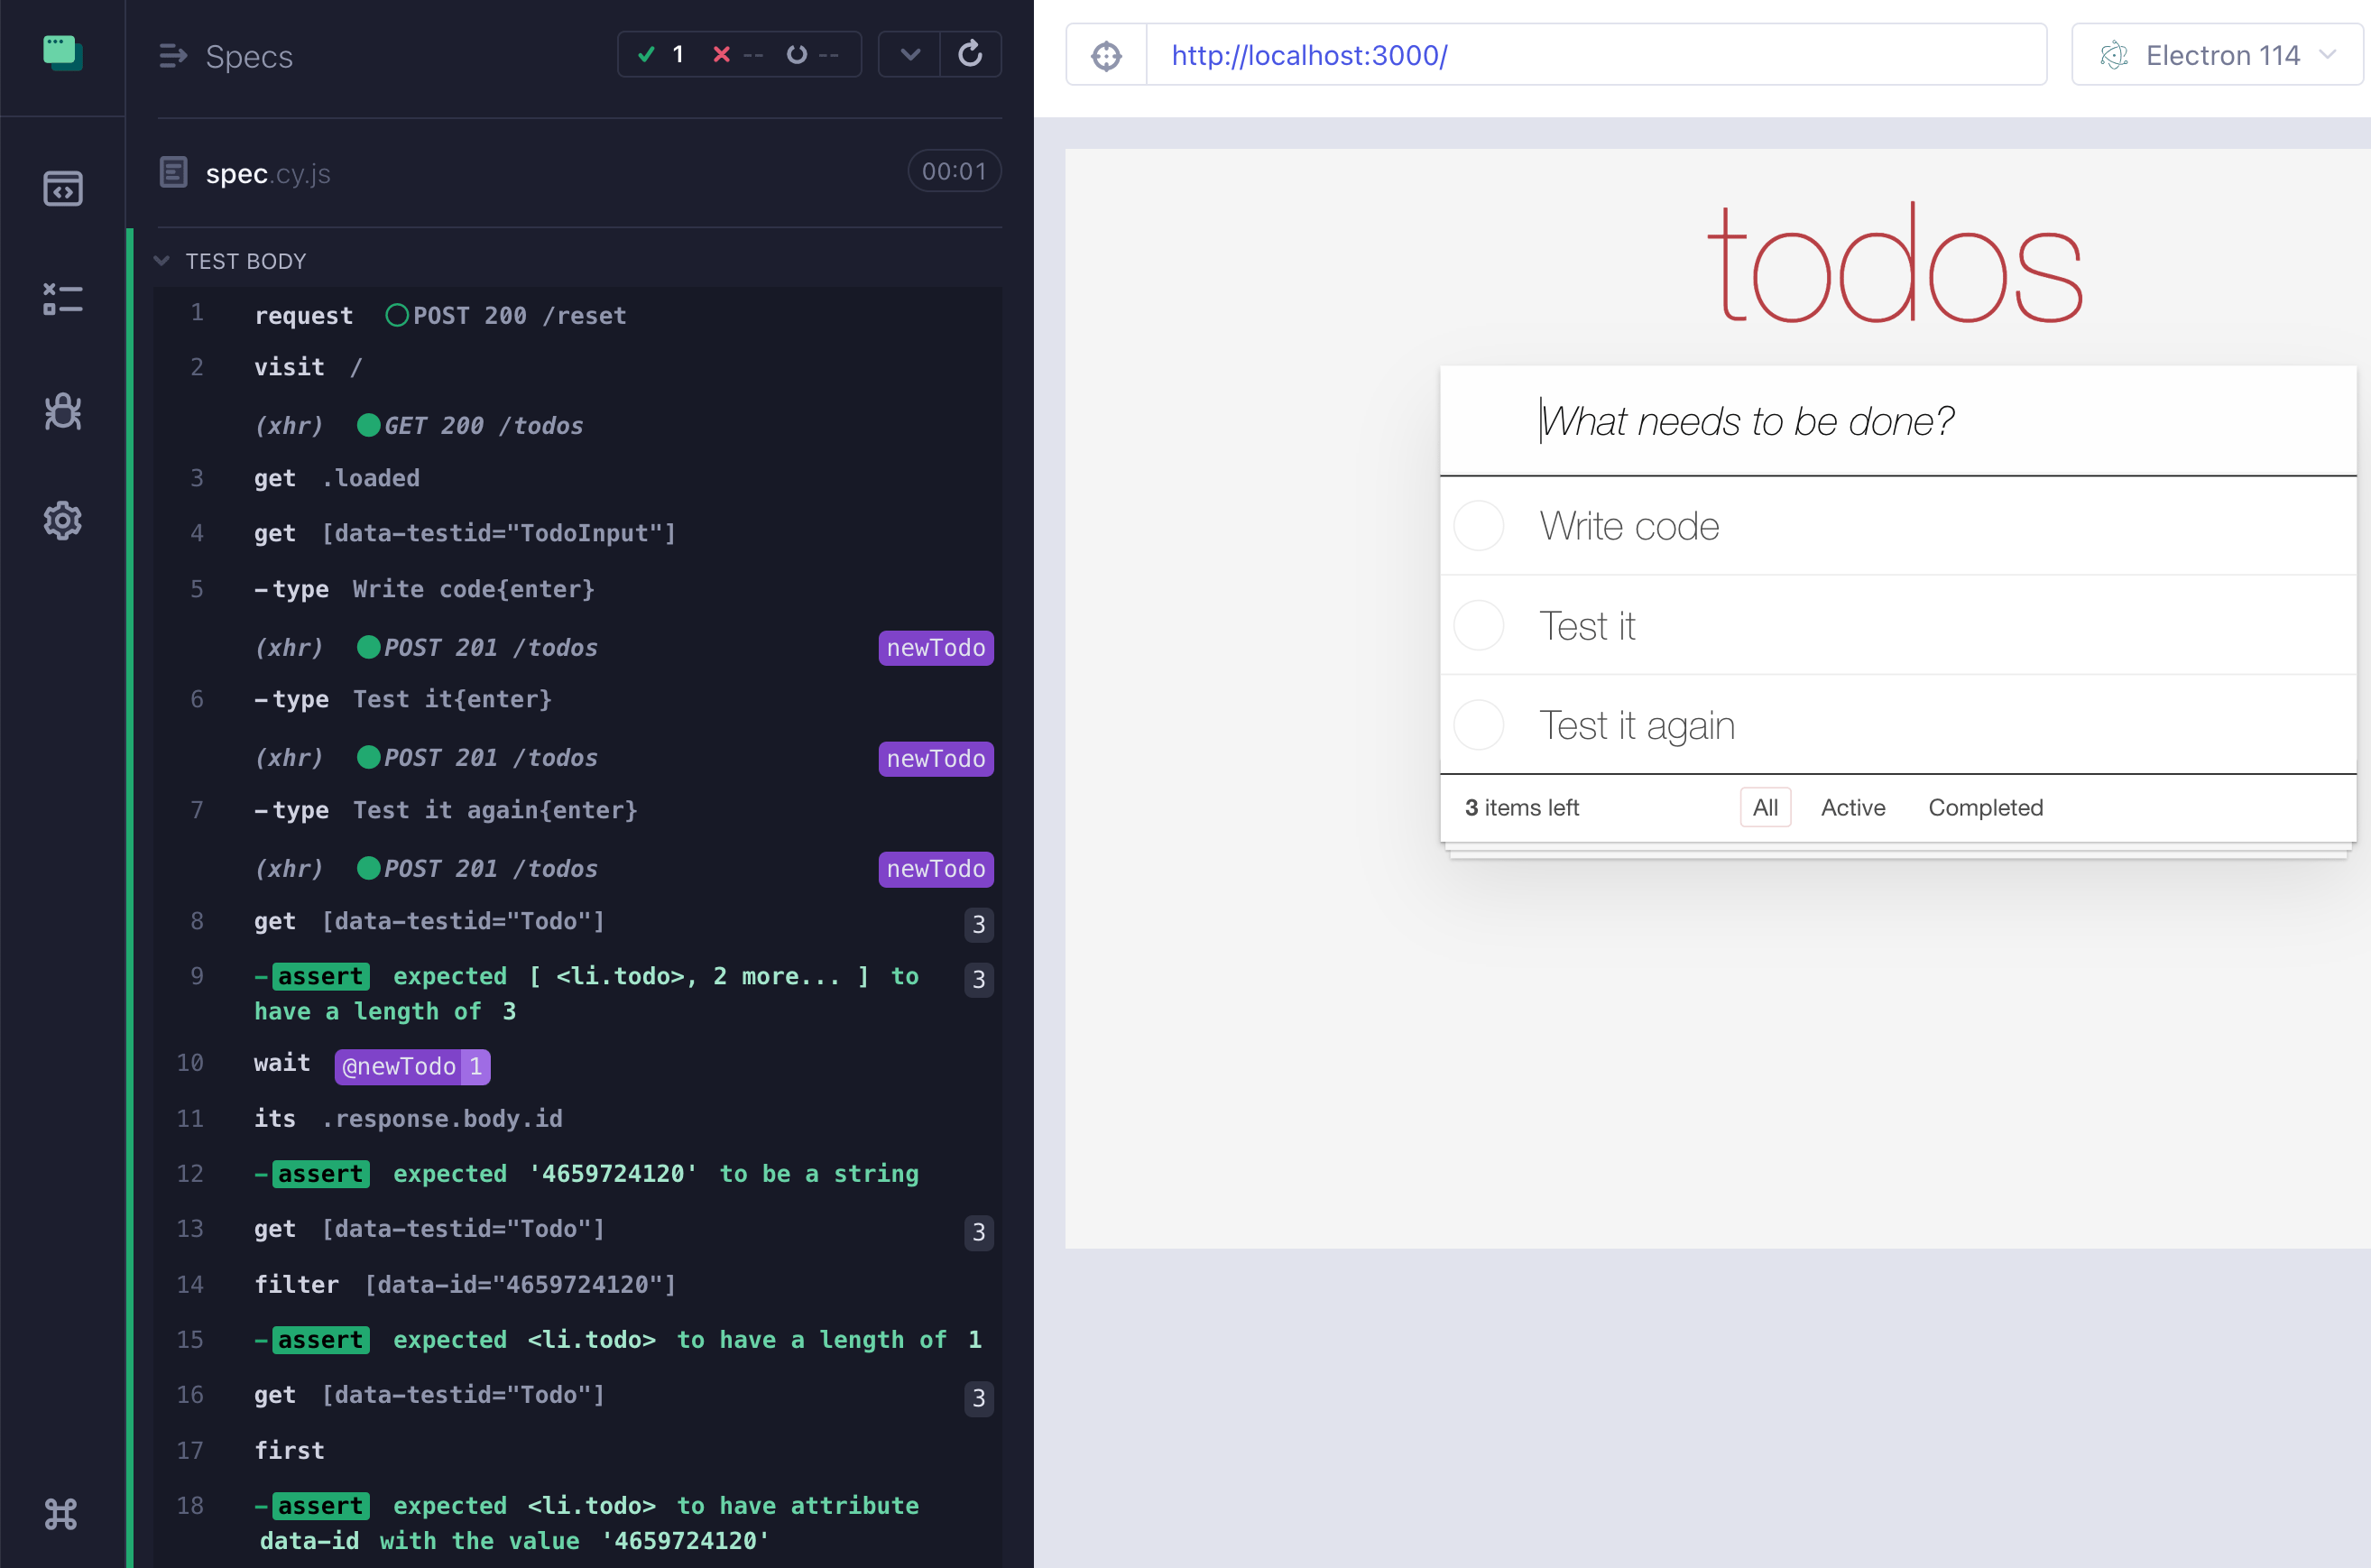 Specs
1 -- --
spec.cy.js
00:01
TEST BODY
1 request POST 200 /reset
2 visit /
(xhr) GET 200 /todos
3 get .loaded
4 get [data-testid="TodoInput"]
5 -type Write code{enter}
(xhr) POST 201 /todos newTodo
6 -type Test it{enter}
(xhr) POST 201 /todos newTodo
7 -type Test it again{enter}
(xhr) POST 201 /todos newTodo
8 get [data-testid="Todo"] 3
9 -assert expected [ <li.todo>, 2 more... ] to 3
have a length of 3
10 wait @newTodo 1
11 its .response.body.id
12 -assert expected '4659724120' to be a string
13 get [data-testid="Todo"] 3
14 filter [data-id="4659724120"]
15 -assert expected <li.todo> to have a length of 1
16 get [data-testid="Todo"] 3
17 first
18 -assert expected <li.todo> to have attribute
data-id with the value '4659724120'
http://localhost:3000/
Electron 114
todos
What needs to be done?
Write code
Test it
Test it again
3 items left All Active Completed